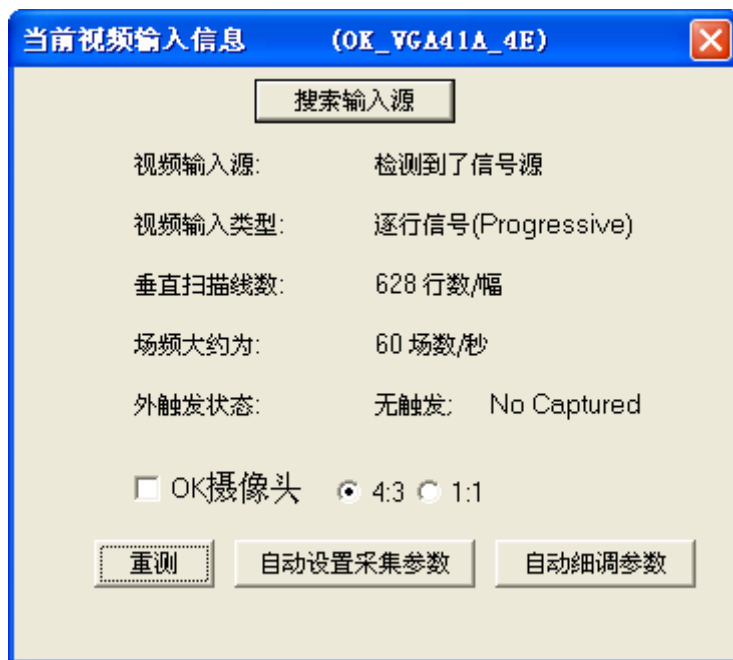 当前视频输入信息 (OK_VGA41A_4E)
搜索输入源
视频输入源: 检测到了信号源
视频输入类型: 逐行信号(Progressive)
垂直扫描线数: 628 行数/幅
场频大约为: 60 场数/秒
外触发状态: 无触发; No Captured
OK摄像头 4:3 1:1
重测 自动设置采集参数 自动细调参数